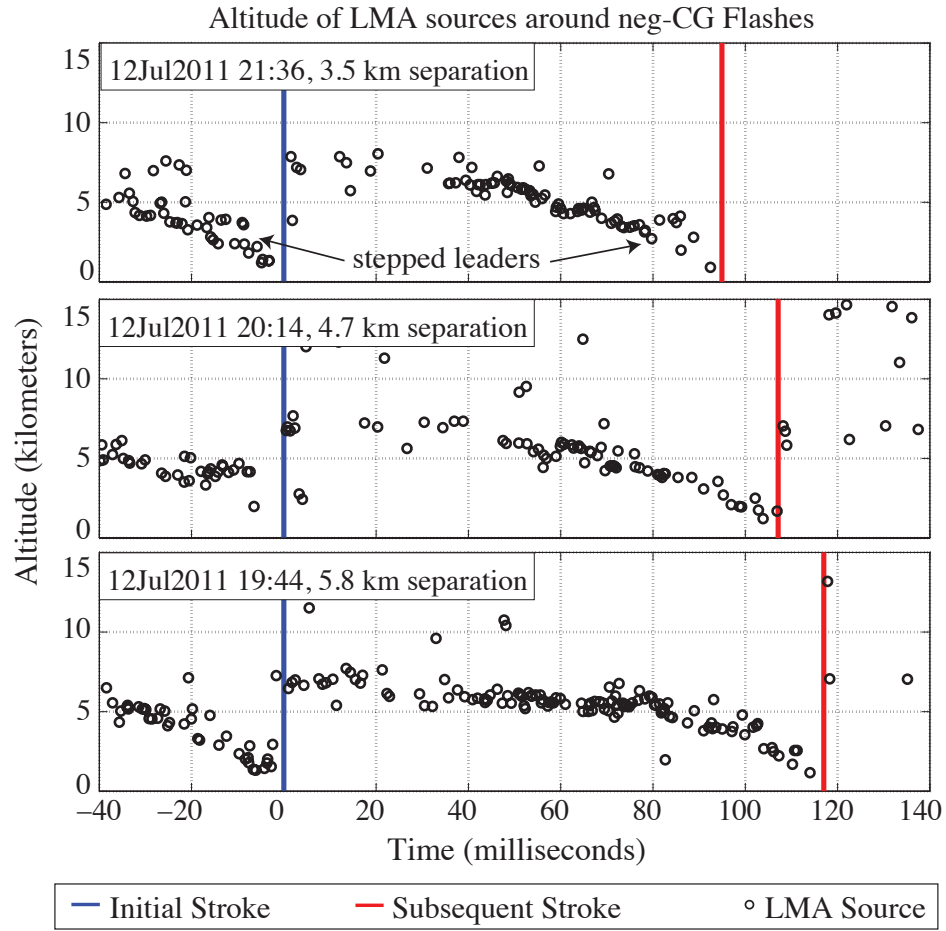 Altitude of LMA sources around neg-CG Flashes
15
12Jul2011 21:36, 3.5 km separation
10
5
stepped leaders
0
15
12Jul2011 20:14, 4.7 km separation
10
5
0
15
12Jul2011 19:44, 5.8 km separation
10
5
0
Altitude (kilometers)
−40 −20 0 20 40 60 80 100 120 140
Time (milliseconds)
Initial Stroke Subsequent Stroke LMA Source